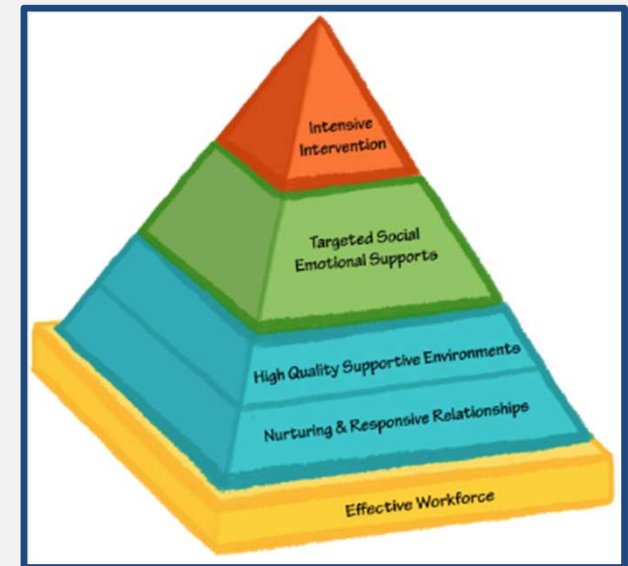 Intensive
Intervention
Targeted Social
Emotional Supports
High Quality Supportive Environments
Nurturing & Responsive Relationships
Effective Workforce